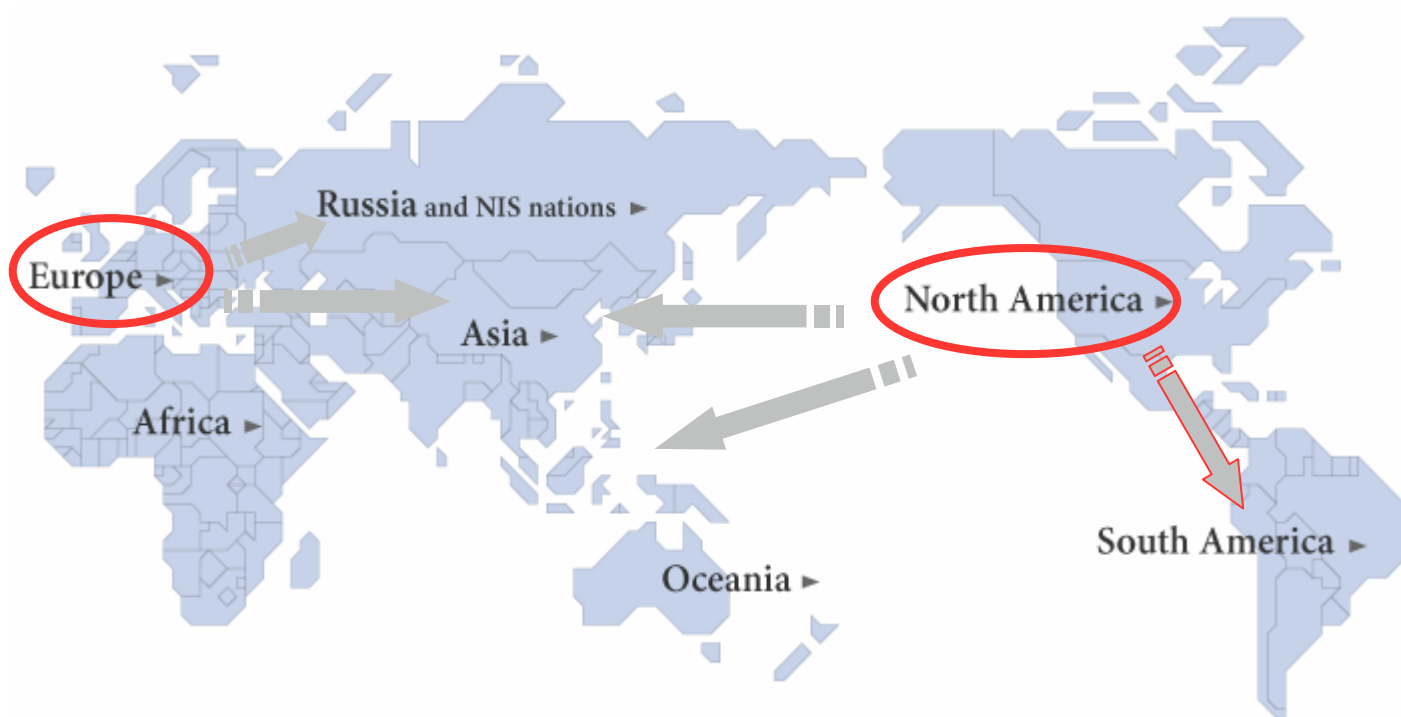 Russia and NIS nations
Europe
North America
Asia
Africa
South America
Oceania